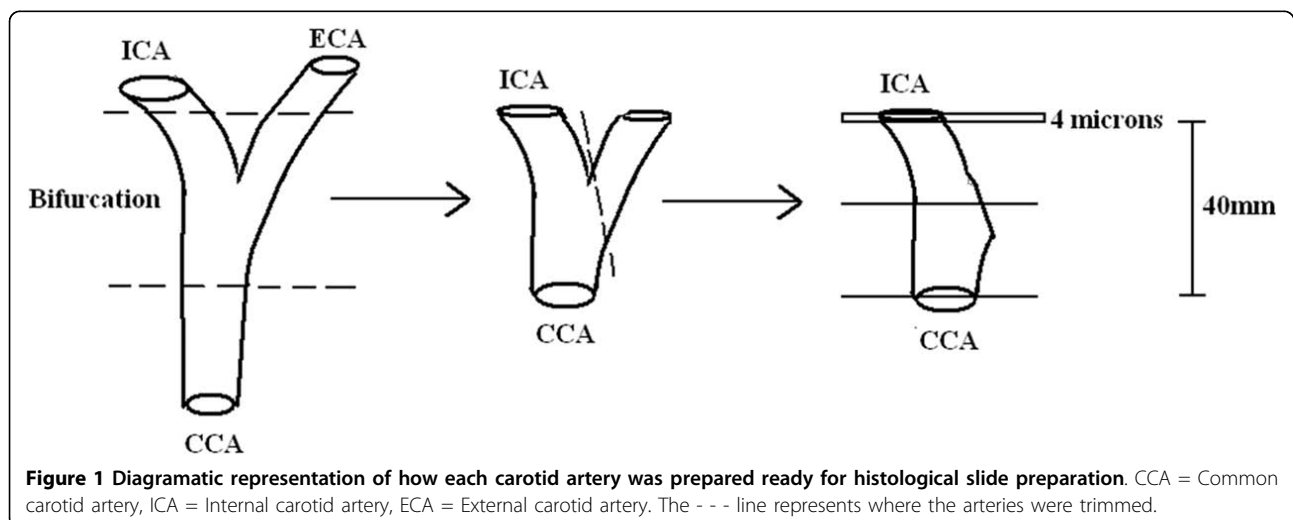 ICA
ECA
Bifurcation
CCA
ICA
CCA
ICA
4 microns
40mm
CCA
Figure 1 Diagramatic representation of how each carotid artery was prepared ready for histological slide preparation. CCA = Common
carotid artery, ICA = Internal carotid artery, ECA = External carotid artery. The - - - line represents where the arteries were trimmed.